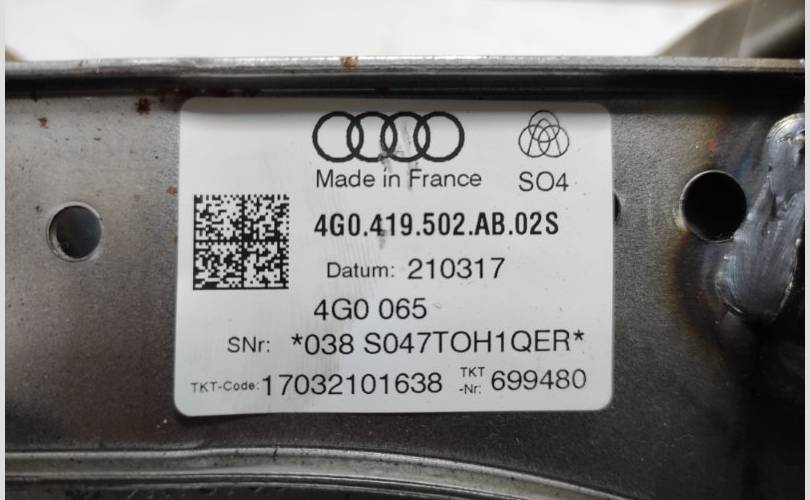 Made in France SO4
4G0.419.502.AB.02S
Datum: 210317
4G0 065
SNr: *038 S047TOH1QER*
TKT-Code: 17032101638 TKT -Nr: 699480